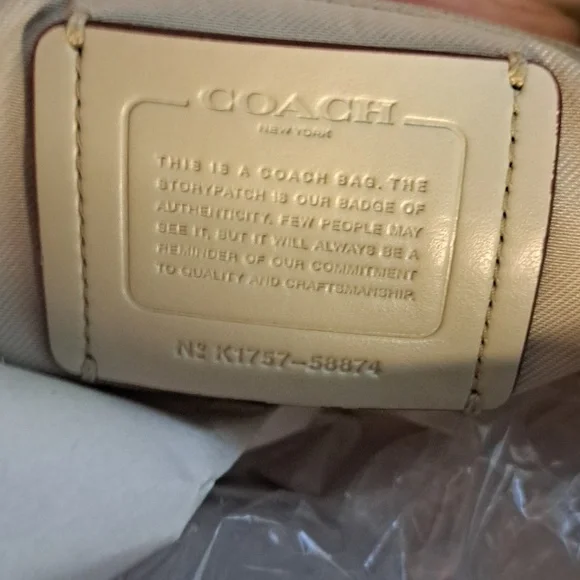 COACH
NEW YORK
THIS IS A COACH BAG. THE
STORYPATCH IS OUR BADGE OF
AUTHENTICITY. FEW PEOPLE MAY
SEE IT, BUT IT WILL ALWAYS BE A
REMINDER OF OUR COMMITMENT
TO QUALITY AND CRAFTSMANSHIP.
Nº K1757-58874